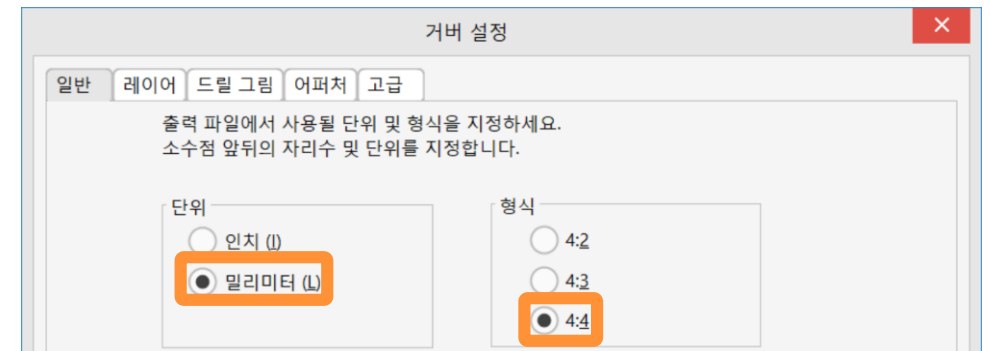 거버 설정
일반 레이어 드릴 그림 어퍼처 고급
출력 파일에서 사용될 단위 및 형식을 지정하세요.
소수점 앞뒤의 자리수 및 단위를 지정합니다.
단위
인치 (I)
밀리미터 (L)
형식
4:2
4:3
4:4